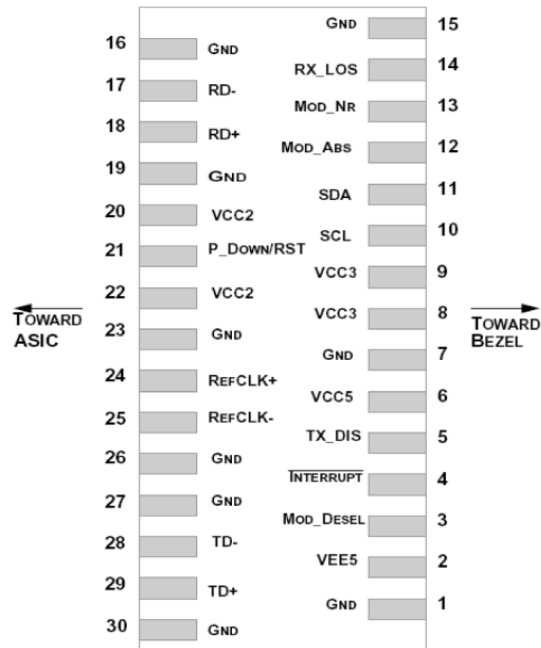 GND 15
16 GND
RX_LOS 14
17 RD-
MOD_NR 13
18 RD+
MOD_ABS 12
19 GND
SDA 11
20 VCC2
SCL 10
21 P_DOWN/RST
VCC3 9
22 VCC2
VCC3 8
TOWARD ASIC
TOWARD BEZEL
23 GND
GND 7
24 REFCLK+
VCC5 6
25 REFCLK-
TX_DIS 5
26 GND
INTERRUPT 4
27 GND
MOD_DESEL 3
28 TD-
VEE5 2
29 TD+
GND 1
30 GND